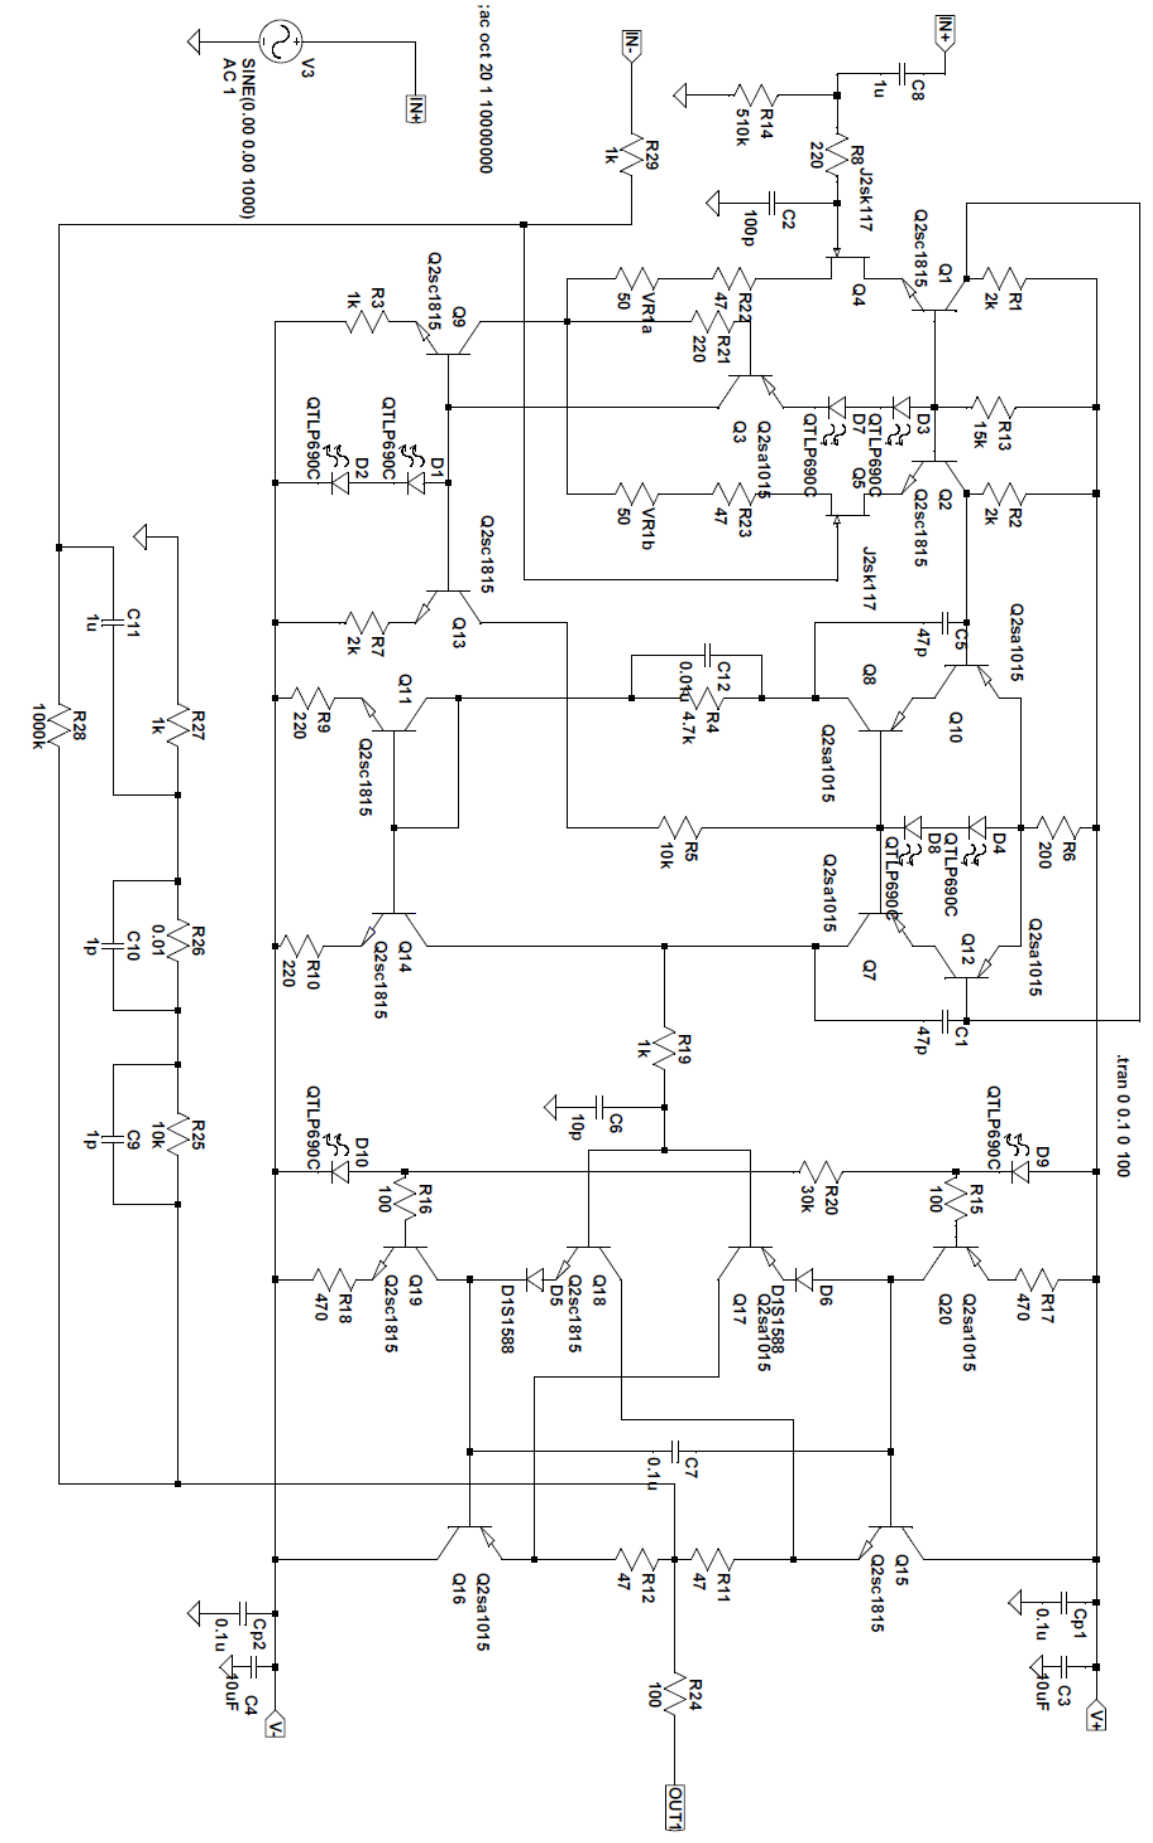 .tran 0 0.1 0 100
V+
IN+
C8
1u
R14
510k
R8
220
C2
100p
J2sk117
Q4
Q1
Q2sc1815
R1
2k
R13
15k
R2
2k
D3
QTLP690C
D7
QTLP690C
Q2
Q2sc1815
Q5
J2sk117
R22
47
VR1a
50
R21
220
Q3
Q2sa1015
R23
47
VR1b
50
IN-
R29
1k
;ac oct 20 1 10000000
V3
SINE(0.00 0.00 1000)
AC 1
IN+
Q9
Q2sc1815
R3
1k
D1
QTLP690C
D2
QTLP690C
Q13
Q2sc1815
R7
2k
C5
47p
Q10
Q2sa1015
Q8
Q2sa1015
R6
200
D4
QTLP690C
D8
QTLP690C
Q12
Q2sa1015
Q7
Q2sa1015
C1
47p
C12
0.01u
R4
4.7k
R5
10k
Q11
Q2sc1815
R9
220
Q14
Q2sc1815
R10
220
R19
1k
C6
10p
D9
QTLP690C
R15
100
R17
470
Q20
Q2sa1015
R20
30k
D6
D1S1588
Q17
Q2sa1015
Q18
Q2sc1815
D5
D1S1588
D10
QTLP690C
R16
100
Q19
Q2sc1815
R18
470
C7
0.1u
Q15
Q2sc1815
R11
47
R12
47
Q16
Q2sa1015
R24
100
OUT1
Cp1
0.1u
C3
10uF
Cp2
0.1u
C4
10uF
V-
C11
1u
R27
1k
R28
1000k
R26
0.01
C10
1p
R25
10k
C9
1p